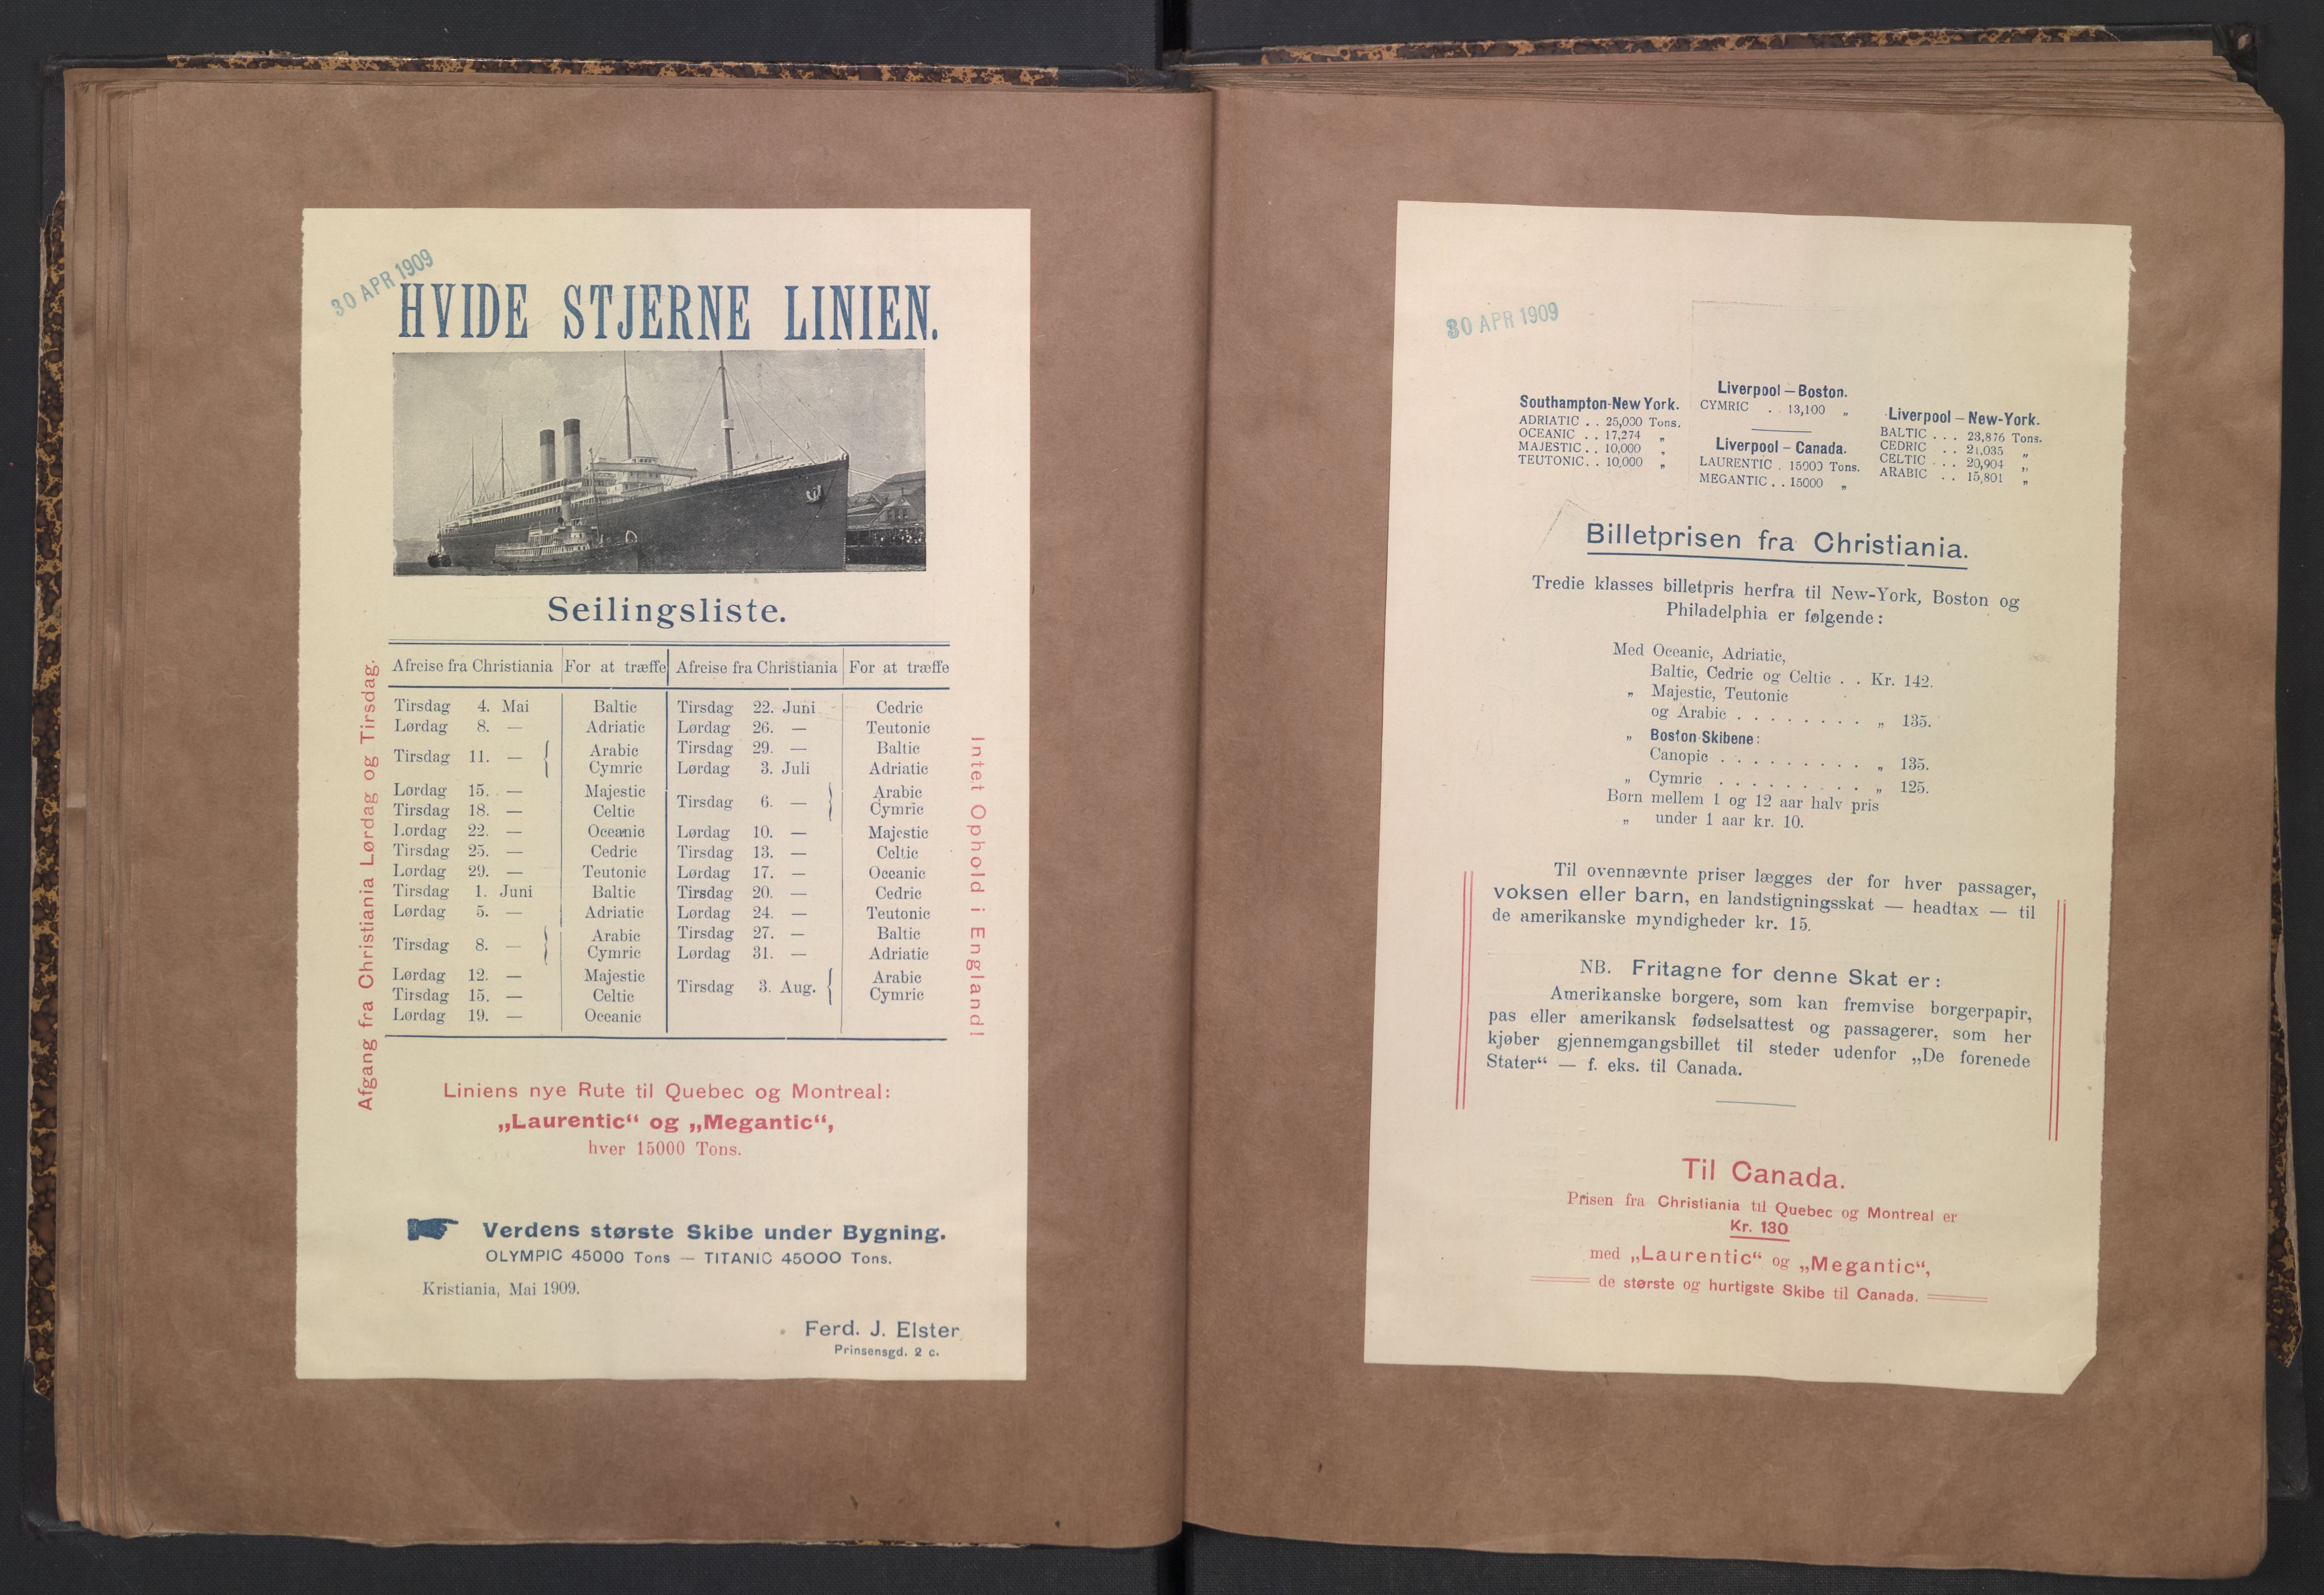 30 APR 1909
HVIDE STJERNE LINIEN.
Seilingsliste.
Afgang fra Christiania Lørdag og Tirsdag.
Afreise fra Christiania For at træffe Afreise fra Christiania For at træffe
Tirsdag 4. Mai Baltic Tirsdag 22. Juni Cedric
Lørdag 8. — Adriatic Lørdag 26. — Teutonic
Tirsdag 11. — { Arabic Tirsdag 29. — Baltic
Cymric Lørdag 3. Juli Adriatic
Lørdag 15. — Majestic Tirsdag 6. — } Arabic
Tirsdag 18. — Celtic Cymric
Lørdag 22. — Oceanic Lørdag 10. — Majestic
Tirsdag 25. — Cedric Tirsdag 13. — Celtic
Lørdag 29. — Teutonic Lørdag 17. — Oceanic
Tirsdag 1. Juni Baltic Tirsdag 20. — Cedric
Lørdag 5. — Adriatic Lørdag 24. — Teutonic
Tirsdag 8. — } Arabic Tirsdag 27. — Baltic
Cymric Lørdag 31. — Adriatic
Lørdag 12. — Majestic Tirsdag 3. Aug. { Arabic
Tirsdag 15. — Celtic Cymric
Lørdag 19. — Oceanic
Intet Ophold i England!
Liniens nye Rute til Quebec og Montreal:
„Laurentic“ og „Megantic“,
hver 15000 Tons.
Verdens største Skibe under Bygning.
OLYMPIC 45000 Tons — TITANIC 45000 Tons.
Kristiania, Mai 1909.
Ferd. J. Elster
Prinsensgd. 2 c.
30 APR 1909
Southampton-New York.
ADRIATIC . . 25,000 Tons.
OCEANIC . . 17,274 „
MAJESTIC . . 10,000 „
TEUTONIC. . 10,000 „
Liverpool – Boston.
CYMRIC . . 13,100 „
Liverpool – Canada.
LAURENTIC . 15000 Tons.
MEGANTIC . . 15000 „
Liverpool – New-York.
BALTIC . . . 23,876 Tons.
CEDRIC . . 21,035 „
CELTIC . . . 20,904 „
ARABIC . . 15,801 „
Billetprisen fra Christiania.
Tredie klasses billetpris herfra til New-York, Boston og
Philadelphia er følgende:
Med Oceanic, Adriatic,
Baltic, Cedric og Celtic . . Kr. 142.
„ Majestic, Teutonic
og Arabic . . . . . . . . „ 135.
„ Boston-Skibene:
Canopic . . . . . . . . . „ 135.
„ Cymric . . . . . . . . . „ 125.
Børn mellem 1 og 12 aar halv pris
„ under 1 aar kr. 10.
Til ovennævnte priser lægges der for hver passager,
voksen eller barn, en landstigningsskat — headtax — til
de amerikanske myndigheder kr. 15.
NB. Fritagne for denne Skat er:
Amerikanske borgere, som kan fremvise borgerpapir,
pas eller amerikansk fødselsattest og passagerer, som her
kjøber gjennemgangsbillet til steder udenfor „De forenede
Stater“ — f. eks. til Canada.
Til Canada.
Prisen fra Christiania til Quebec og Montreal er
Kr. 130
med „Laurentic“ og „Megantic“,
de største og hurtigste Skibe til Canada.